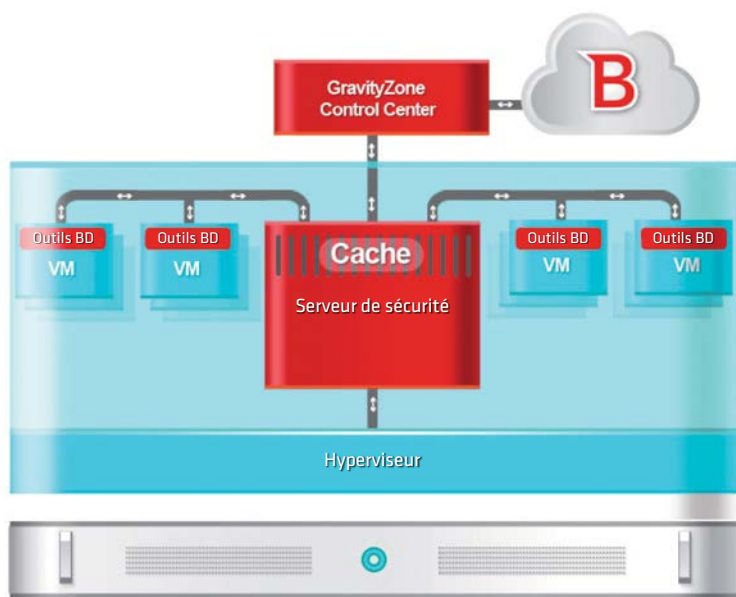 GravityZone
Control Center
B
Outils BD
VM
Outils BD
VM
Cache
Serveur de sécurité
Outils BD
VM
Outils BD
VM
Hyperviseur